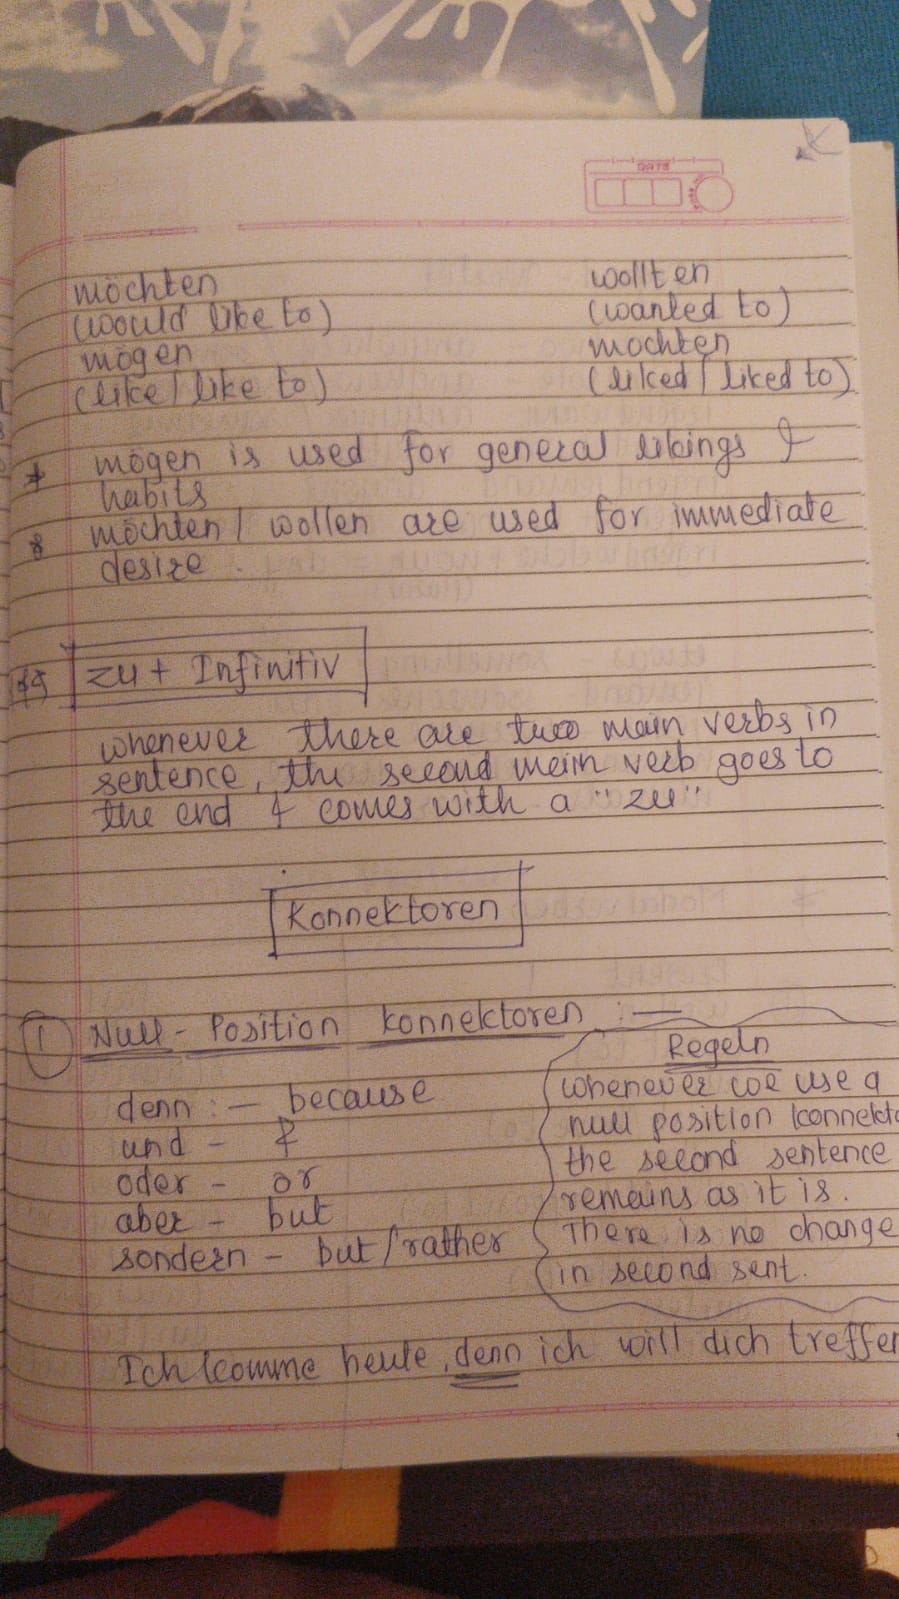 DATE
möchten wollten
(would like to) (wanted to)
mögen mochten
(like/like to) (liked/liked to)
* mögen is used for general likings &
habits
* möchten/ wollen are used for immediate
desire.
zu + Infinitiv
whenever there are two main verbs in
sentence, the second main verb goes to
the end & comes with a "zu"
Konnektoren
① Null-Position Konnektoren :—
Regeln
denn :— because
und - &
oder - or
aber - but
sondern - but/rather
whenever we use a
null position konnekto
the second sentence
remains as it is.
There is no change
in second sent.
Ich komme heute, denn ich will dich treffen